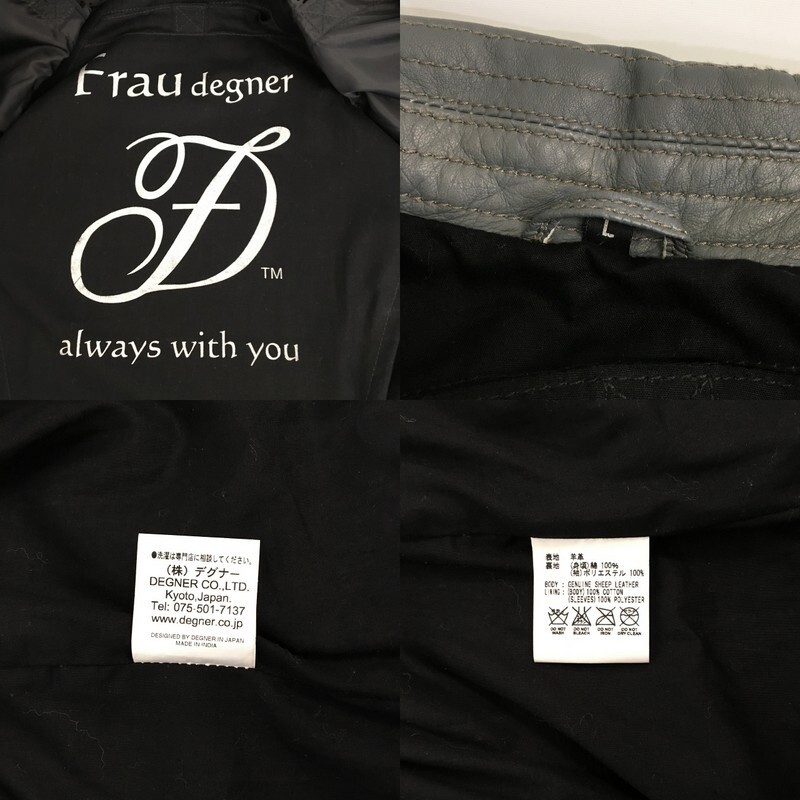 Frau degner
D
TM
always with you
L
●洗濯は専門店に相談してください。
(株) デグナー
DEGNER CO.,LTD.
Kyoto,Japan.
Tel: 075-501-7137
www.degner.co.jp
DESIGNED BY DEGNER IN JAPAN
MADE IN INDIA
表地 羊革
裏地 (身頃)綿 100%
(袖)ポリエステル 100%
BODY : GENUINE SHEEP LEATHER
LINING : (BODY)100% COTTON
(SLEEVES)100% POLYESTER
DO NOT WASH
DO NOT BLEACH
DO NOT IRON
DO NOT DRY CLEAN